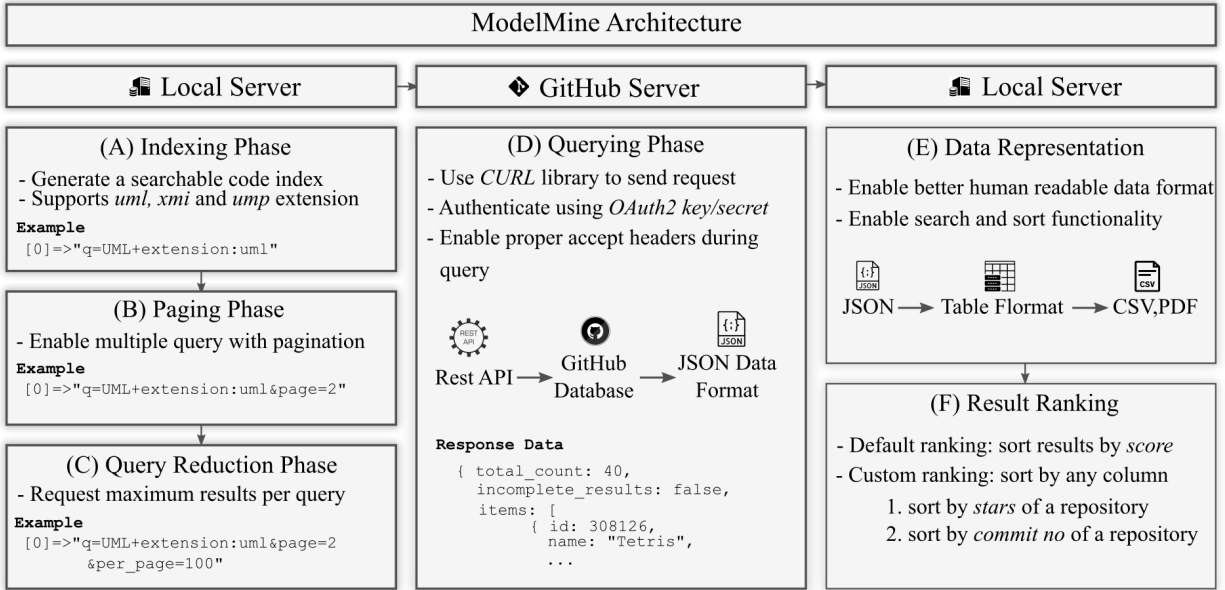 ModelMine Architecture
Local Server
GitHub Server
Local Server
(A) Indexing Phase
- Generate a searchable code index
- Supports uml, xmi and ump extension
Example
[0]=>"q=UML+extension:uml"
(B) Paging Phase
- Enable multiple query with pagination
Example
[0]=>"q=UML+extension:uml&page=2"
(C) Query Reduction Phase
- Request maximum results per query
Example
[0]=>"q=UML+extension:uml&page=2
&per_page=100"
(D) Querying Phase
- Use CURL library to send request
- Authenticate using OAuth2 key/secret
- Enable proper accept headers during
query
REST
API
{:}
JSON
Rest API
GitHub
Database
JSON Data
Format
Response Data
{ total_count: 40,
incomplete_results: false,
items: [
{ id: 308126,
name: "Tetris",
...
(E) Data Representation
- Enable better human readable data format
- Enable search and sort functionality
{:}
JSON
CSV
JSON
Table Flormat
CSV,PDF
(F) Result Ranking
- Default ranking: sort results by score
- Custom ranking: sort by any column
1. sort by stars of a repository
2. sort by commit no of a repository